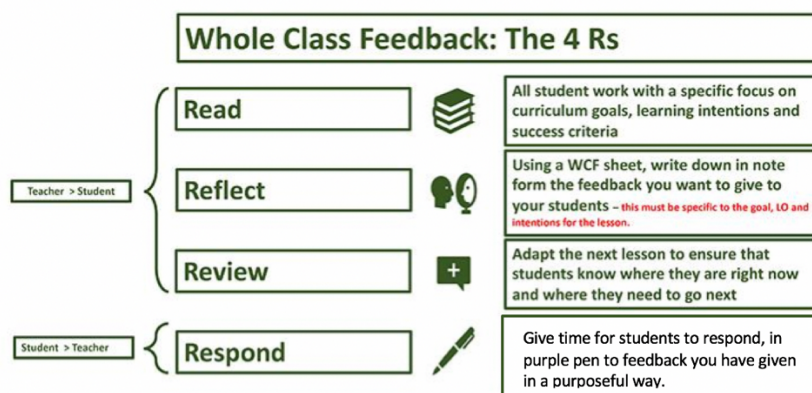 Whole Class Feedback: The 4 Rs
Read
All student work with a specific focus on
curriculum goals, learning intentions and
success criteria
Teacher > Student
Reflect
Using a WCF sheet, write down in note
form the feedback you want to give to
your students – this must be specific to the goal, LO and
intentions for the lesson.
Review
Adapt the next lesson to ensure that
students know where they are right now
and where they need to go next
Student > Teacher
Respond
Give time for students to respond, in
purple pen to feedback you have given
in a purposeful way.